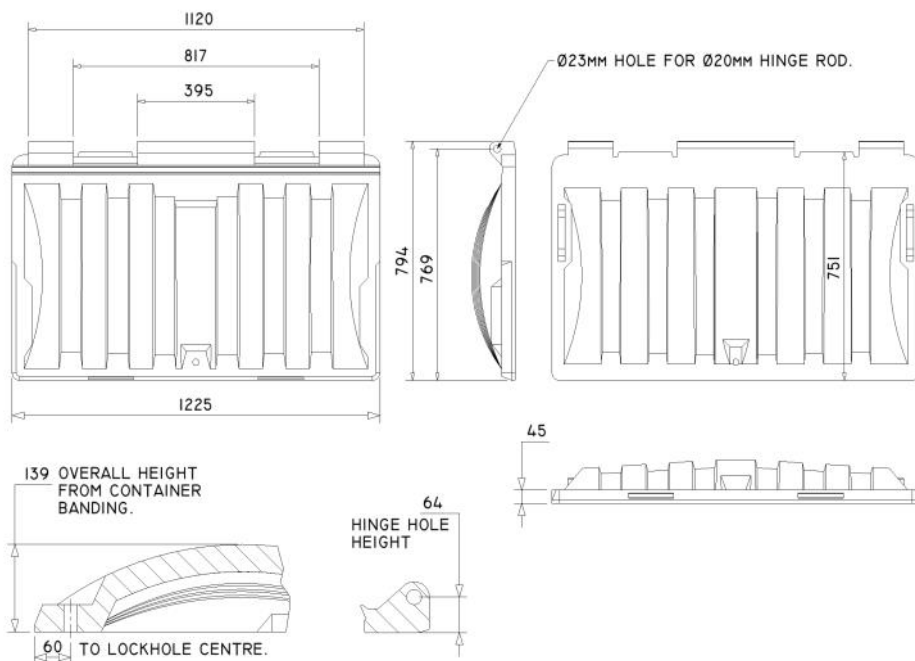 1120
817
395
Ø23MM HOLE FOR Ø20MM HINGE ROD.
794
769
751
1225
45
139 OVERALL HEIGHT
FROM CONTAINER
BANDING.
64
HINGE HOLE
HEIGHT
60 TO LOCKHOLE CENTRE.